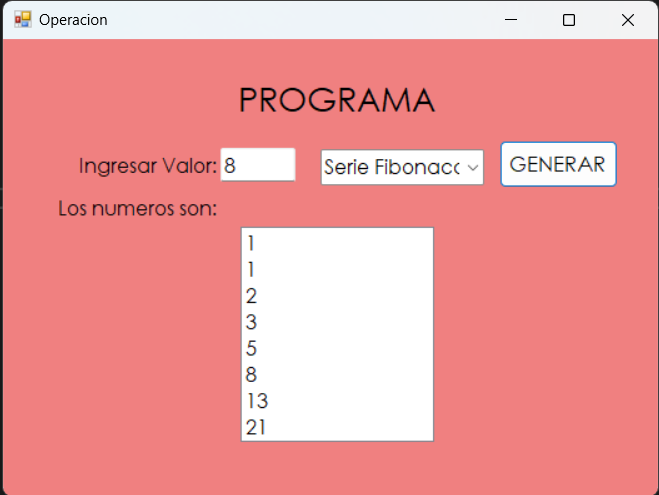 Operacion
PROGRAMA
Ingresar Valor: 8 Serie Fibonacc GENERAR
Los numeros son:
1
1
2
3
5
8
13
21